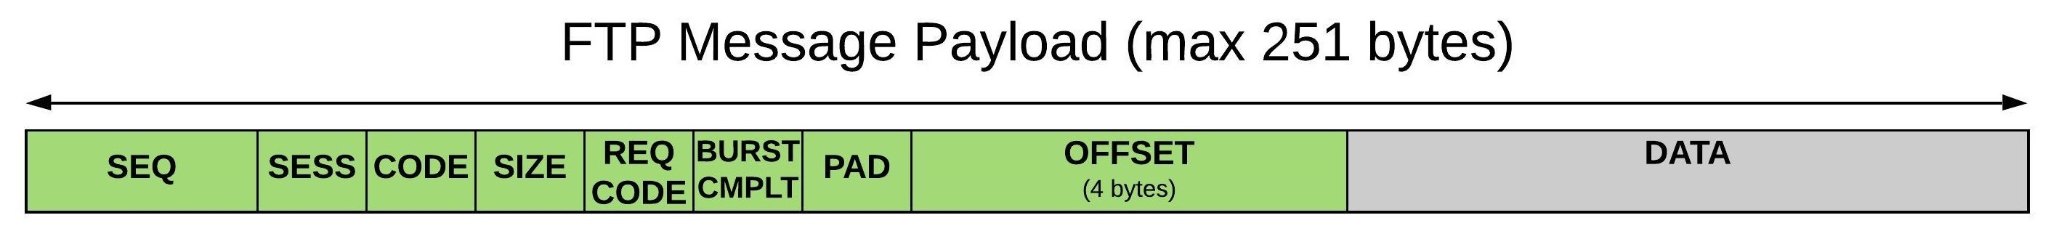 FTP Message Payload (max 251 bytes)
SEQ
SESS
CODE
SIZE
REQ
CODE
BURST
CMPLT
PAD
OFFSET
(4 bytes)
DATA